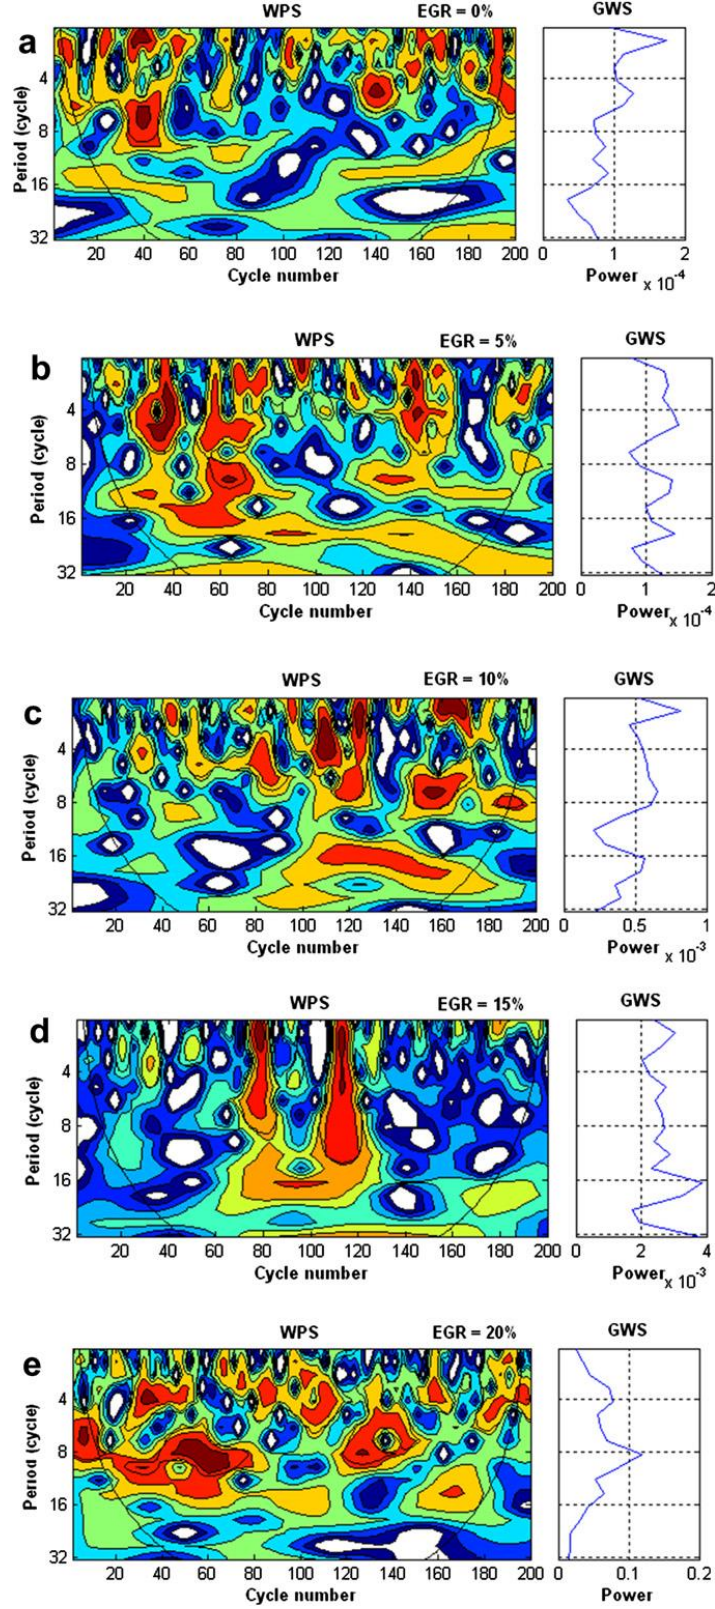 a
WPS EGR = 0% GWS
Period (cycle)
4
8
16
32
20 40 60 80 100 120 140 160 180 200 0 1 2
Cycle number Power x 10-4
b
WPS EGR = 5% GWS
Period (cycle)
4
8
16
32
20 40 60 80 100 120 140 160 180 200 0 1 2
Cycle number Power x 10-4
c
WPS EGR = 10% GWS
Period (cycle)
4
8
16
32
20 40 60 80 100 120 140 160 180 200 0 0.5 1
Cycle number Power x 10-3
d
WPS EGR = 15% GWS
Period (cycle)
4
8
16
32
20 40 60 80 100 120 140 160 180 200 0 2 4
Cycle number Power x 10-3
e
WPS EGR = 20% GWS
Period (cycle)
4
8
16
32
20 40 60 80 100 120 140 160 180 200 0 0.1 0.2
Cycle number Power